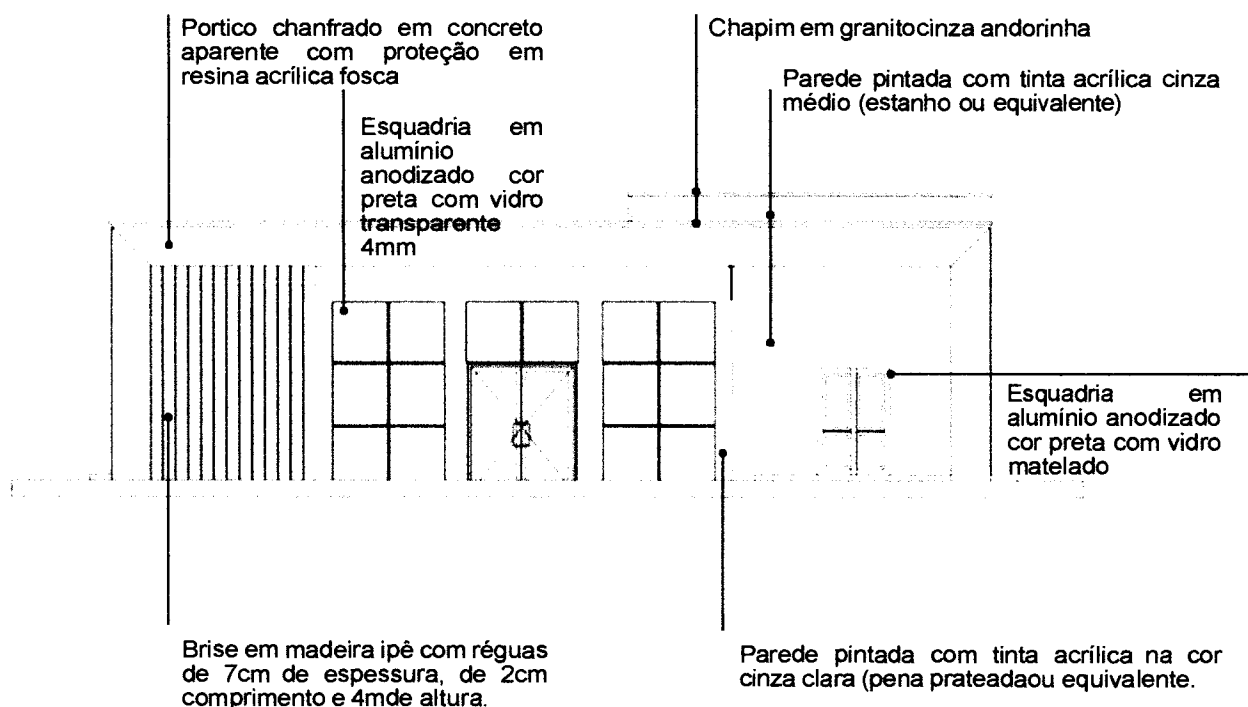 Portico chanfrado em concreto
aparente com proteção em
resina acrílica fosca
Esquadria em
alumínio
anodizado cor
preta com vidro
transparente
4mm
Chapim em granitocinza andorinha
Parede pintada com tinta acrílica cinza
médio (estanho ou equivalente)
Esquadria em
alumínio anodizado
cor preta com vidro
matelado
Brise em madeira ipê com réguas
de 7cm de espessura, de 2cm
comprimento e 4mde altura.
Parede pintada com tinta acrílica na cor
cinza clara (pena prateadaou equivalente.